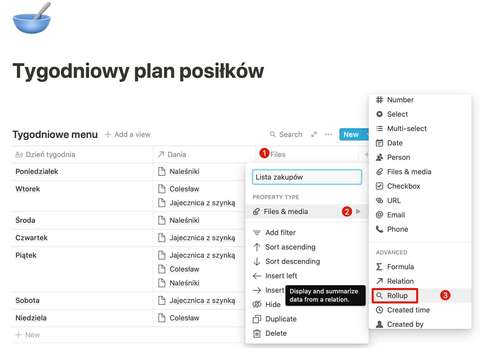 Tygodniowy plan posiłków
Tygodniowe menu + Add a view Search New
Aa Dzień tygodnia Dania 1 Files
Poniedziałek Naleśniki
Wtorek Colesław
Jajecznica z szynką
Środa Naleśniki
Czwartek Jajecznica z szynką
Piątek Jajecznica z szynką
Colesław
Naleśniki
Sobota Jajecznica z szynką
Niedziela Colesław
+ New
Lista zakupów
PROPERTY TYPE
Files & media 2
Add filter
Sort ascending
Sort descending
Insert left
Insert
Hide
Duplicate
Delete
Display and summarize
data from a relation.
Number
Select
Multi-select
Date
Person
Files & media
Checkbox
URL
@ Email
Phone
ADVANCED
Σ Formula
Relation
Rollup 3
Created time
Created by